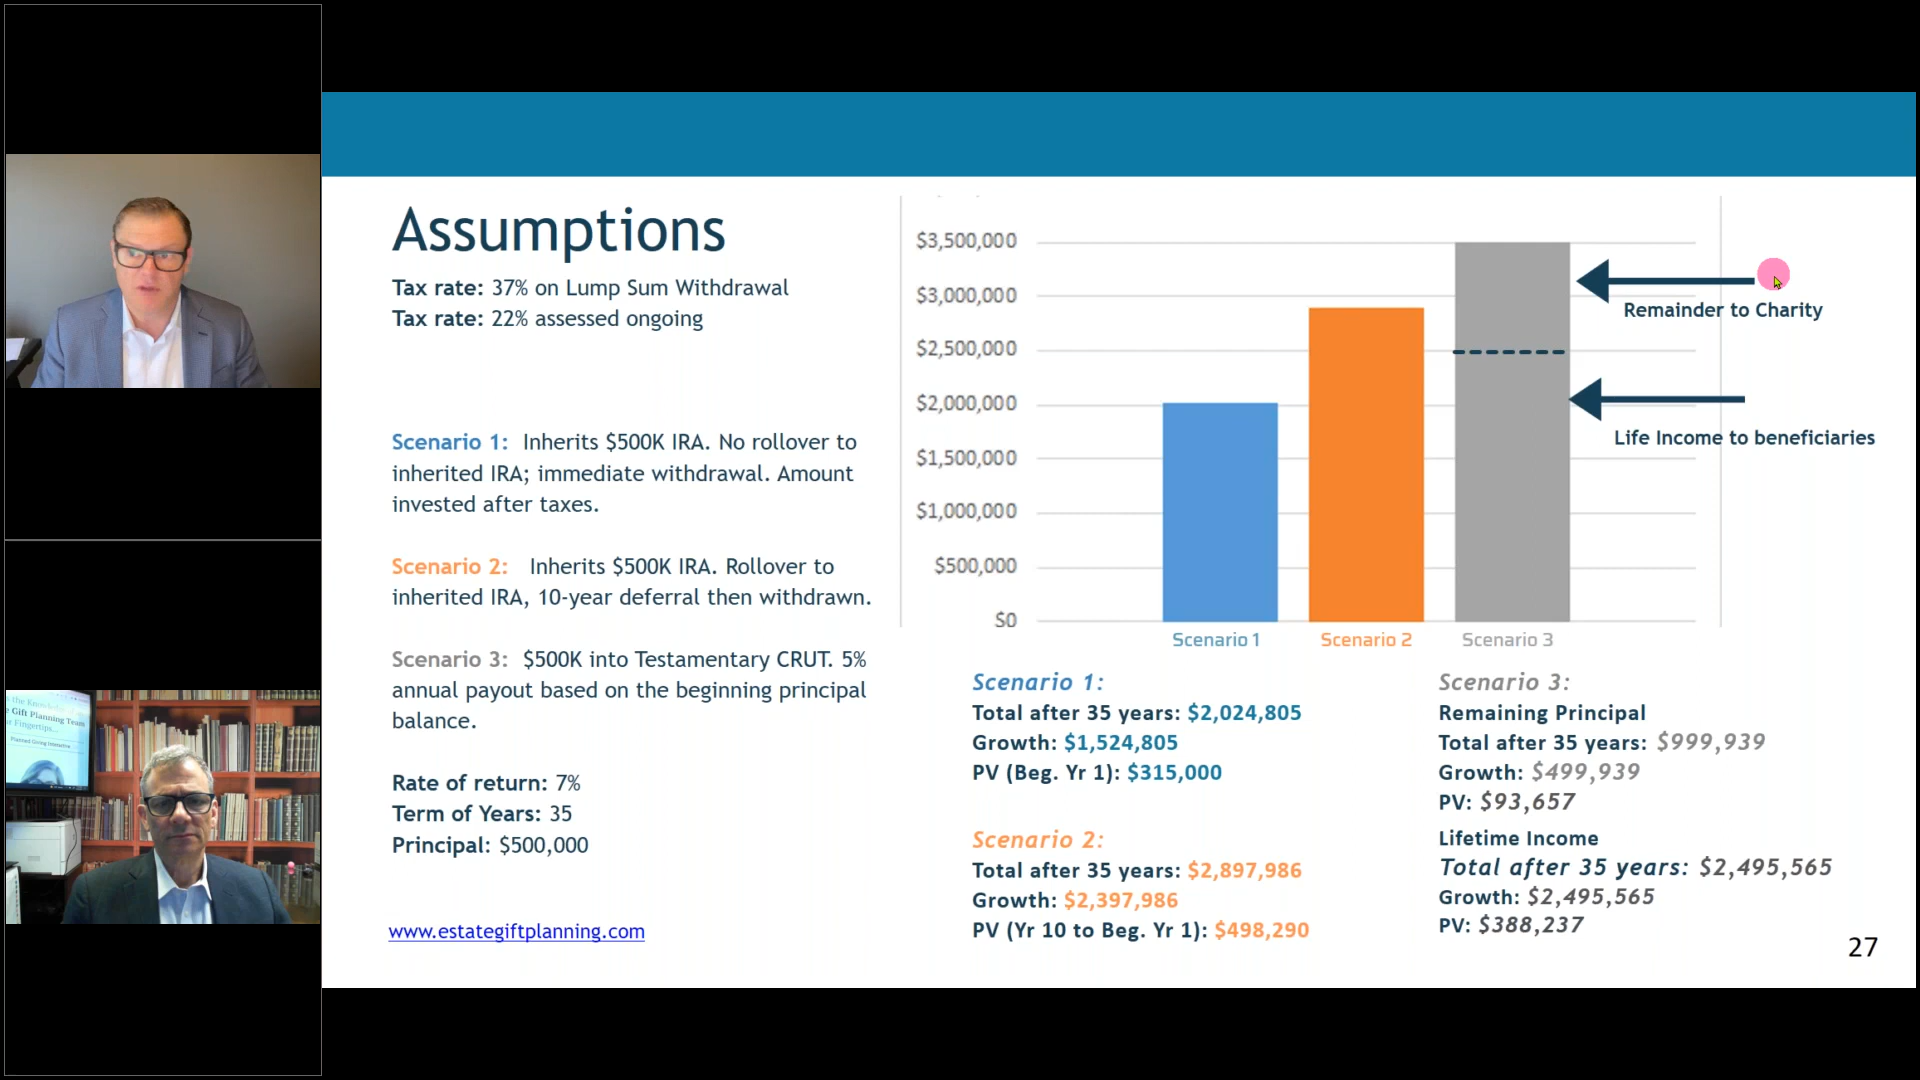 Assumptions
Tax rate: 37% on Lump Sum Withdrawal
Tax rate: 22% assessed ongoing
Scenario 1: Inherits $500K IRA. No rollover to
inherited IRA; immediate withdrawal. Amount
invested after taxes.
Scenario 2: Inherits $500K IRA. Rollover to
inherited IRA, 10-year deferral then withdrawn.
Scenario 3: $500K into Testamentary CRUT. 5%
annual payout based on the beginning principal
balance.
Rate of return: 7%
Term of Years: 35
Principal: $500,000
www.estategiftplanning.com
$3,500,000
$3,000,000
$2,500,000
$2,000,000
$1,500,000
$1,000,000
$500,000
$0
Scenario 1
Scenario 2
Scenario 3
Remainder to Charity
Life Income to beneficiaries
Scenario 1:
Total after 35 years: $2,024,805
Growth: $1,524,805
PV (Beg. Yr 1): $315,000
Scenario 2:
Total after 35 years: $2,897,986
Growth: $2,397,986
PV (Yr 10 to Beg. Yr 1): $498,290
Scenario 3:
Remaining Principal
Total after 35 years: $999,939
Growth: $499,939
PV: $93,657
Lifetime Income
Total after 35 years: $2,495,565
Growth: $2,495,565
PV: $388,237
27
Gift Planning Team
Fingertips...
Planned Giving Interactive